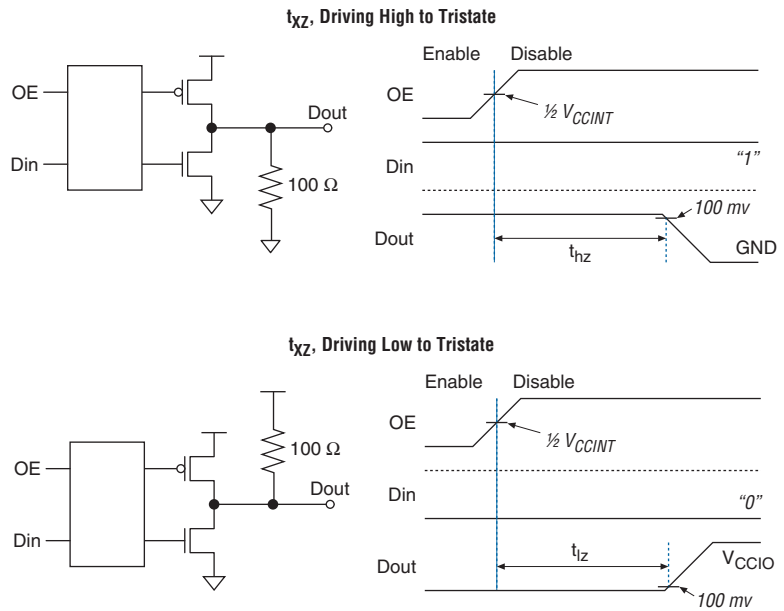 tXZ, Driving High to Tristate
Enable Disable
OE
Din
Dout
100 Ω
OE
½ VCCINT
Din
"1"
Dout
100 mv
thz
GND
tXZ, Driving Low to Tristate
Enable Disable
OE
Din
100 Ω
Dout
OE
½ VCCINT
Din
"0"
Dout
tlz
VCCIO
100 mv